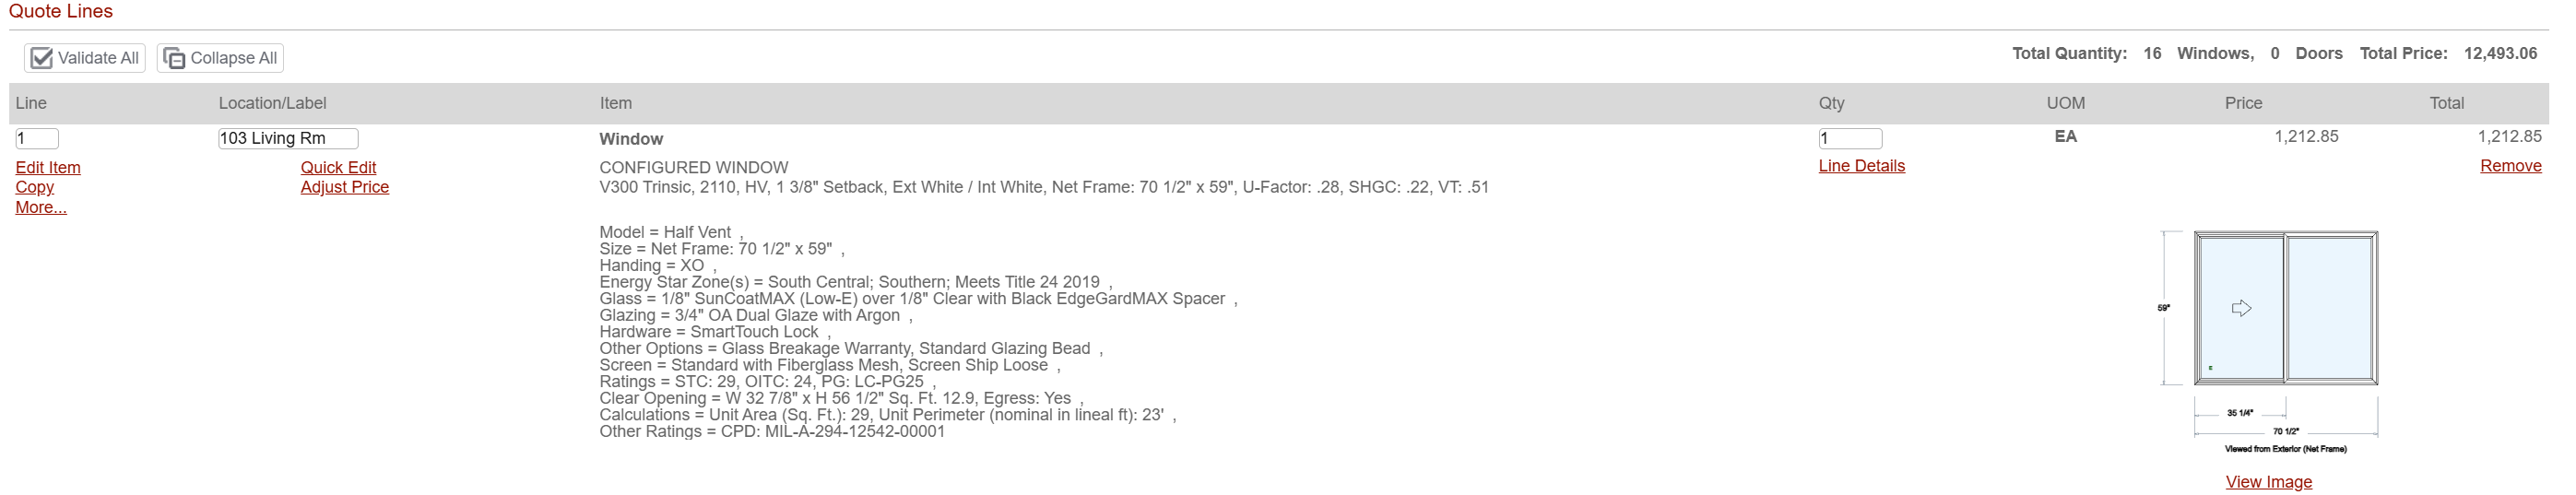 Quote Lines
Validate All Collapse All Total Quantity: 16 Windows, 0 Doors Total Price: 12,493.06
Line Location/Label Item Qty UOM Price Total
1 103 Living Rm Window 1 EA 1,212.85 1,212.85
Edit Item Quick Edit CONFIGURED WINDOW Line Details Remove
Copy Adjust Price V300 Trinsic, 2110, HV, 1 3/8" Setback, Ext White / Int White, Net Frame: 70 1/2" x 59", U-Factor: .28, SHGC: .22, VT: .51
More...
Model = Half Vent ,
Size = Net Frame: 70 1/2" x 59" ,
Handing = XO ,
Energy Star Zone(s) = South Central; Southern; Meets Title 24 2019 ,
Glass = 1/8" SunCoatMAX (Low-E) over 1/8" Clear with Black EdgeGardMAX Spacer ,
Glazing = 3/4" OA Dual Glaze with Argon ,
Hardware = SmartTouch Lock ,
Other Options = Glass Breakage Warranty, Standard Glazing Bead ,
Screen = Standard with Fiberglass Mesh, Screen Ship Loose ,
Ratings = STC: 29, OITC: 24, PG: LC-PG25 ,
Clear Opening = W 32 7/8" x H 56 1/2" Sq. Ft. 12.9, Egress: Yes ,
Calculations = Unit Area (Sq. Ft.): 29, Unit Perimeter (nominal in lineal ft): 23' ,
Other Ratings = CPD: MIL-A-294-12542-00001
59"
35 1/4"
70 1/2"
Viewed from Exterior (Net Frame)
View Image